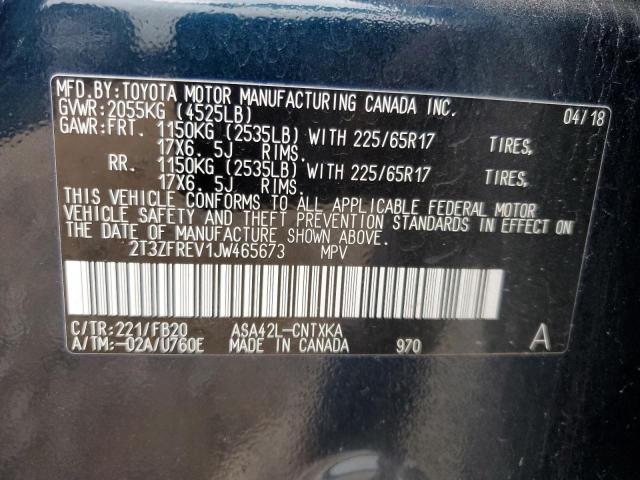 MFD.BY:TOYOTA MOTOR MANUFACTURING CANADA INC.
GVWR:2055KG (4525LB) 04/18
GAWR:FRT. 1150KG (2535LB) WITH 225/65R17 TIRES,
17X6. 5J RIMS.
RR. 1150KG (2535LB) WITH 225/65R17 TIRES,
17X6. 5J RIMS.
THIS VEHICLE CONFORMS TO ALL APPLICABLE FEDERAL MOTOR
VEHICLE SAFETY AND THEFT PREVENTION STANDARDS IN EFFECT ON
THE DATE OF MANUFACTURE SHOWN ABOVE.
2T3ZFREV1JW465673 MPV
C/TR:221/FB20 ASA42L-CNTXKA
A/TM:-02A/U760E MADE IN CANADA 970 A